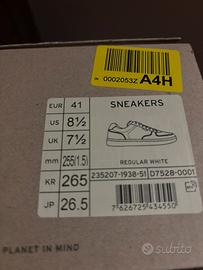 0002053Z A4H
EUR 41
US 8½
UK 7½
mm 255(1.5)
KR 265
JP 26.5
SNEAKERS
REGULAR WHITE
235207-1938-51 D7528-0001
7626725434550
PLANET IN MIND
Subito